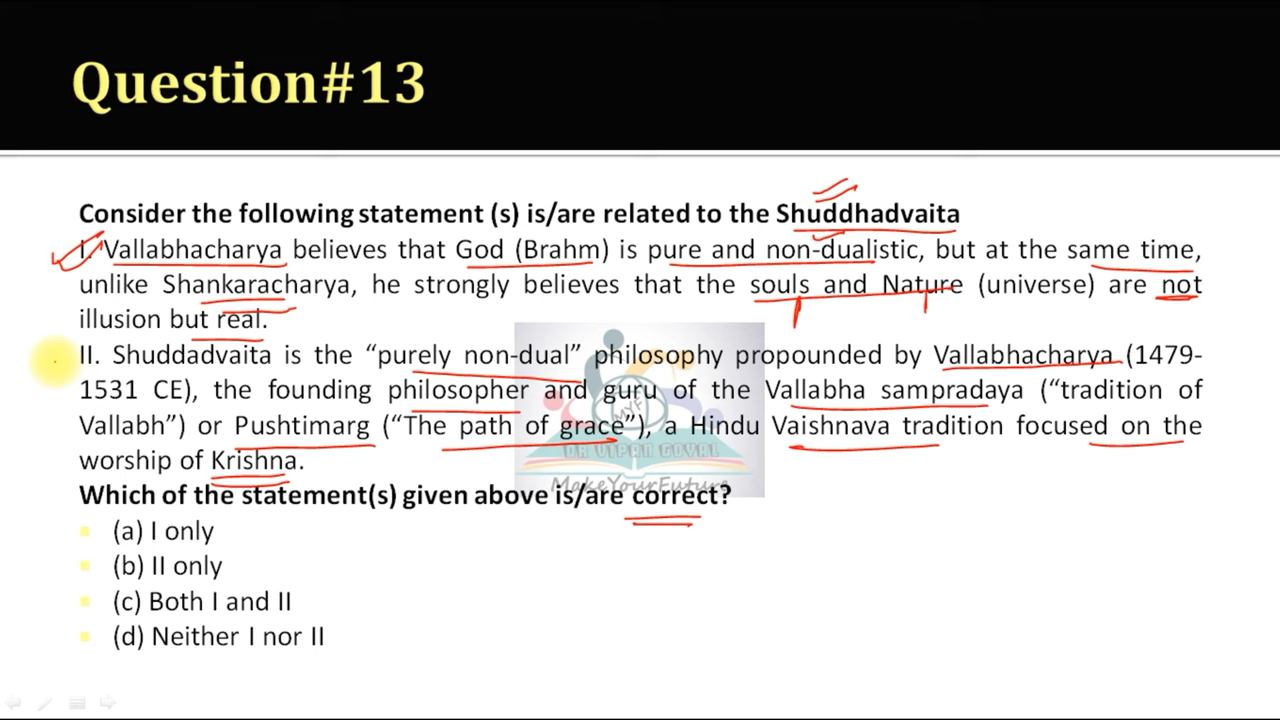 Question#13
Consider the following statement (s) is/are related to the Shuddhadvaita
I. Vallabhacharya believes that God (Brahm) is pure and non-dualistic, but at the same time,
unlike Shankaracharya, he strongly believes that the souls and Nature (universe) are not
illusion but real.
II. Shuddadvaita is the “purely non-dual” philosophy propounded by Vallabhacharya (1479-
1531 CE), the founding philosopher and guru of the Vallabha sampradaya (“tradition of
Vallabh”) or Pushtimarg (“The path of grace”), a Hindu Vaishnava tradition focused on the
worship of Krishna.
MYF
DR VIPAN GOYAL
MakeYourFuture
Which of the statement(s) given above is/are correct?
(a) I only
(b) II only
(c) Both I and II
(d) Neither I nor II